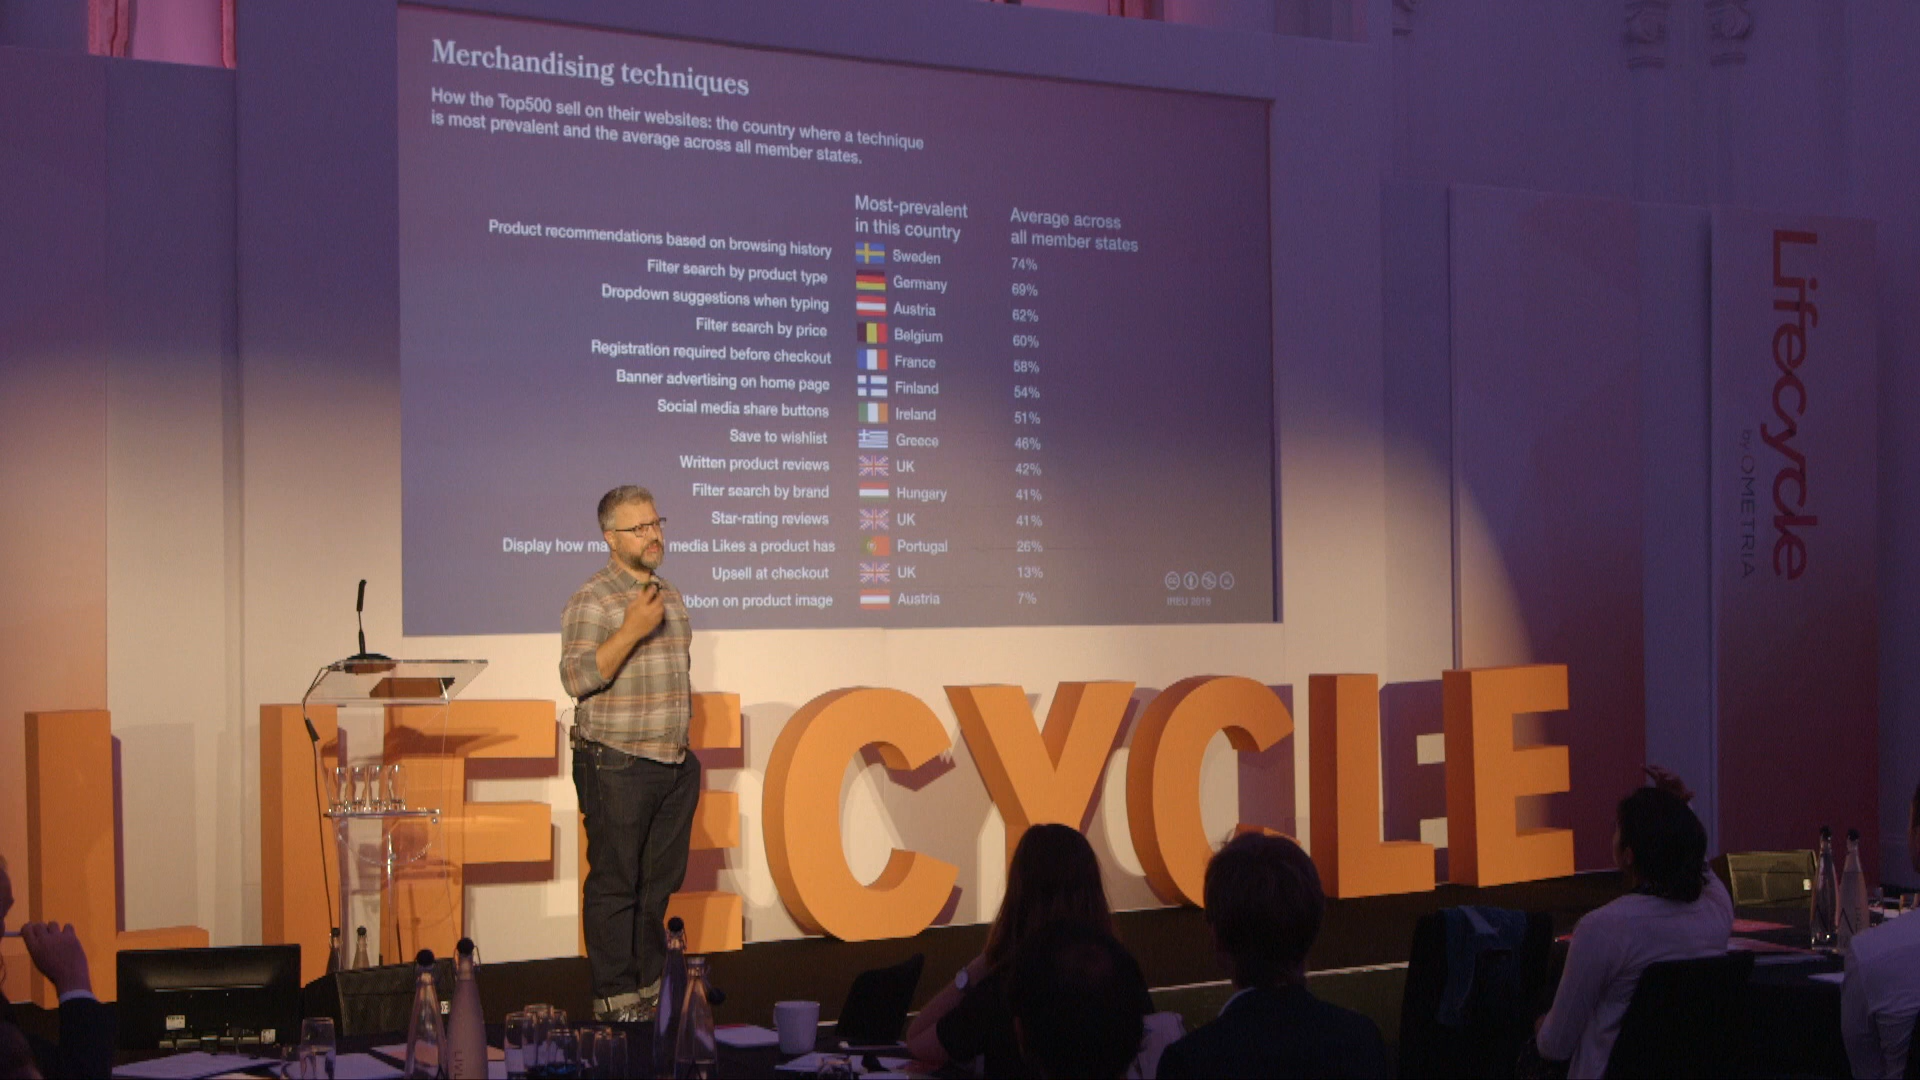 Merchandising techniques
How the Top500 sell on their websites: the country where a technique
is most prevalent and the average across all member states.
Most-prevalent
in this country
Average across
all member states
Product recommendations based on browsing history Sweden 74%
Filter search by product type Germany 69%
Dropdown suggestions when typing Austria 62%
Filter search by price Belgium 60%
Registration required before checkout France 58%
Banner advertising on home page Finland 54%
Social media share buttons Ireland 51%
Save to wishlist Greece 46%
Written product reviews UK 42%
Filter search by brand Hungary 41%
Star-rating reviews UK 41%
Display how media Likes a product has Portugal 26%
Upsell at checkout UK 13%
on product image Austria 7%
Lifecycle
by OMETRIA
LIFECYCLE